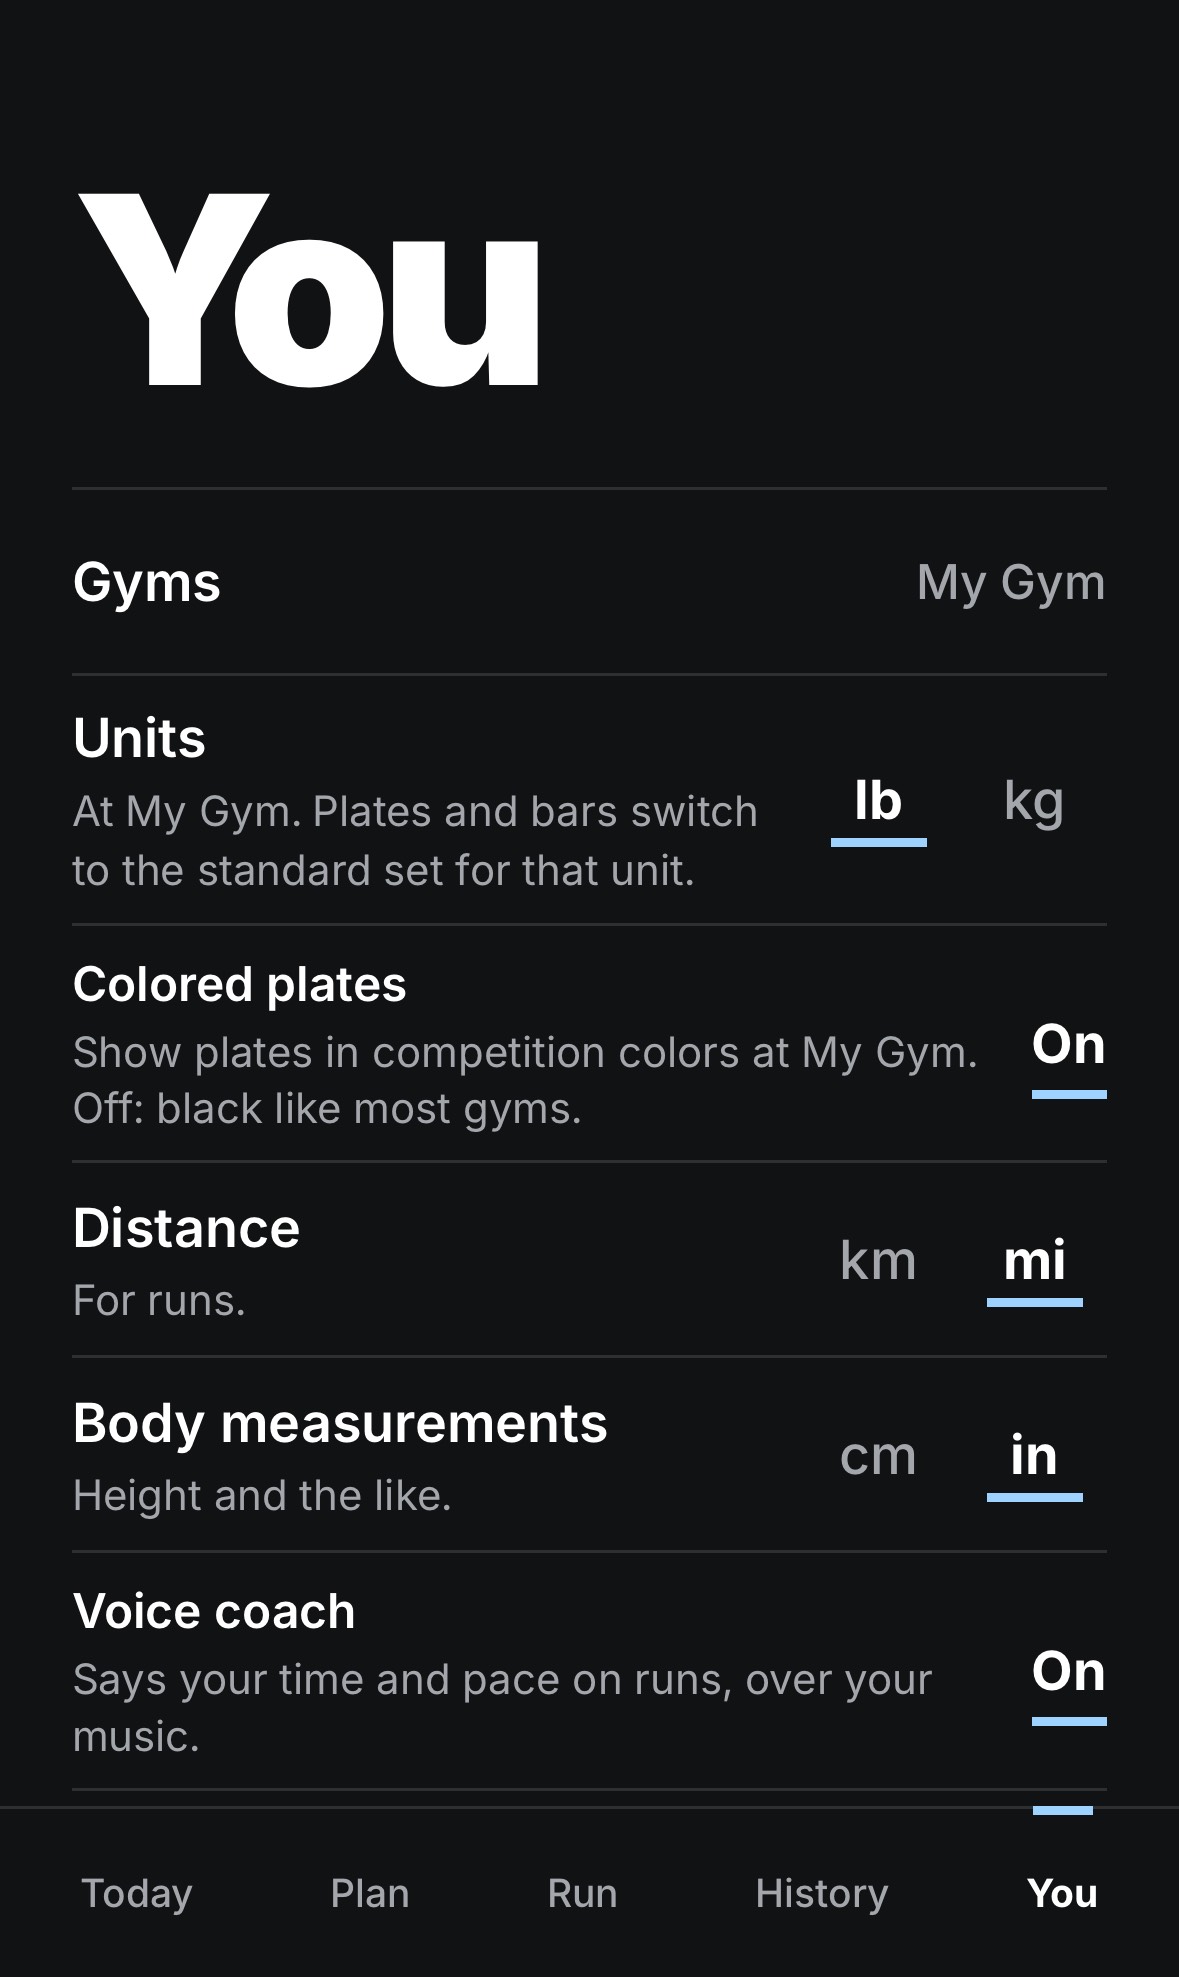 You
Gyms
My Gym
Units
At My Gym. Plates and bars switch
to the standard set for that unit.
lb
kg
Colored plates
Show plates in competition colors at My Gym.
Off: black like most gyms.
On
Distance
For runs.
km
mi
Body measurements
Height and the like.
cm
in
Voice coach
Says your time and pace on runs, over your
music.
On
Today
Plan
Run
History
You